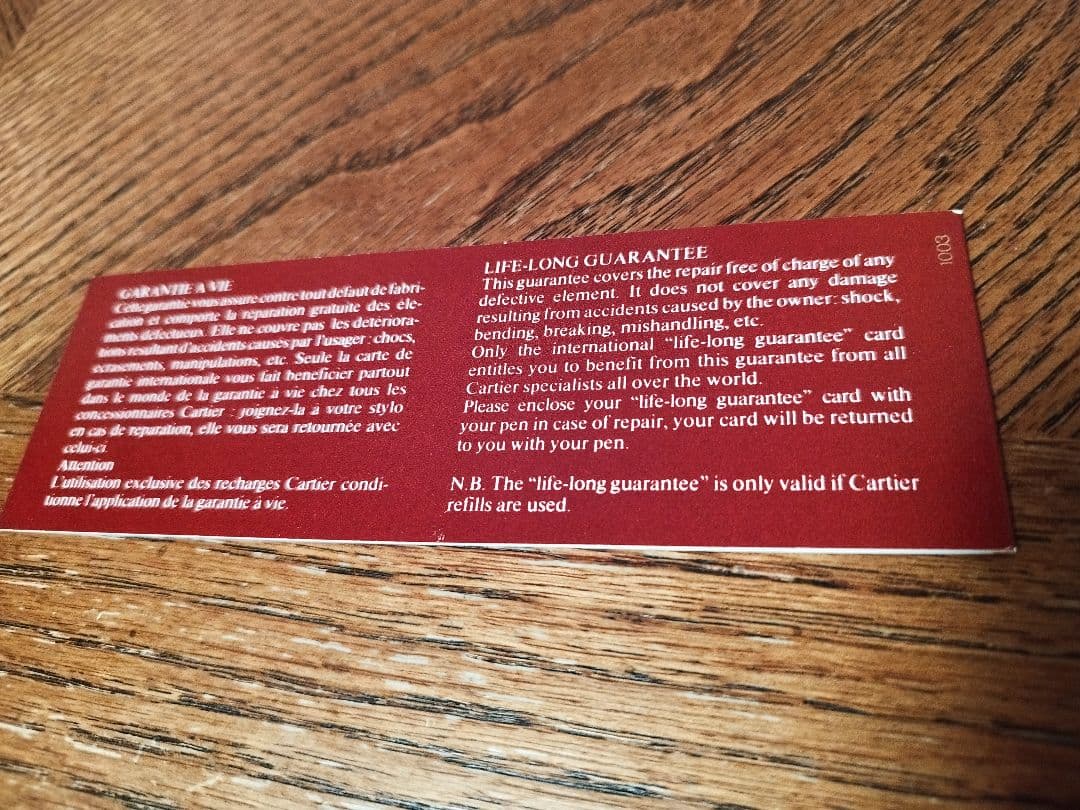 GARANTIE A VIE
Cette garantie vous assure contre tout défaut de fabri-
cation et comporte la réparation gratuite des élé-
ments défectueux. Elle ne couvre pas les détériora-
tions résultant d'accidents causés par l'usager : chocs,
écrasements, manipulations, etc. Seule la carte de
garantie internationale vous fait bénéficier partout
dans le monde de la garantie à vie chez tous les
concessionnaires Cartier : joignez-la à votre stylo
en cas de réparation, elle vous sera retournée avec
celui-ci.
Attention
L'utilisation exclusive des recharges Cartier condi-
tionne l'application de la garantie à vie.
LIFE-LONG GUARANTEE
This guarantee covers the repair free of charge of any
defective element. It does not cover any damage
resulting from accidents caused by the owner: shock,
bending, breaking, mishandling, etc.
Only the international "life-long guarantee" card
entitles you to benefit from this guarantee from all
Cartier specialists all over the world.
Please enclose your "life-long guarantee" card with
your pen in case of repair, your card will be returned
to you with your pen.
N.B. The "life-long guarantee" is only valid if Cartier
refills are used.
1003